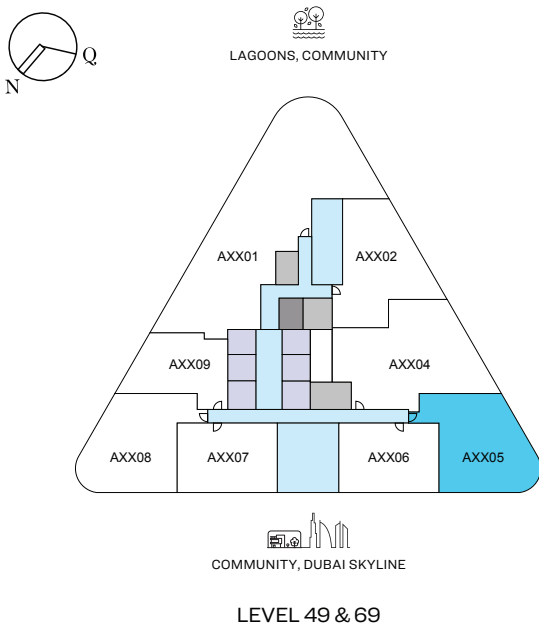 Q
N
LAGOONS, COMMUNITY
AXX01
AXX02
AXX09
AXX04
AXX08
AXX07
AXX06
AXX05
COMMUNITY, DUBAI SKYLINE
LEVEL 49 & 69